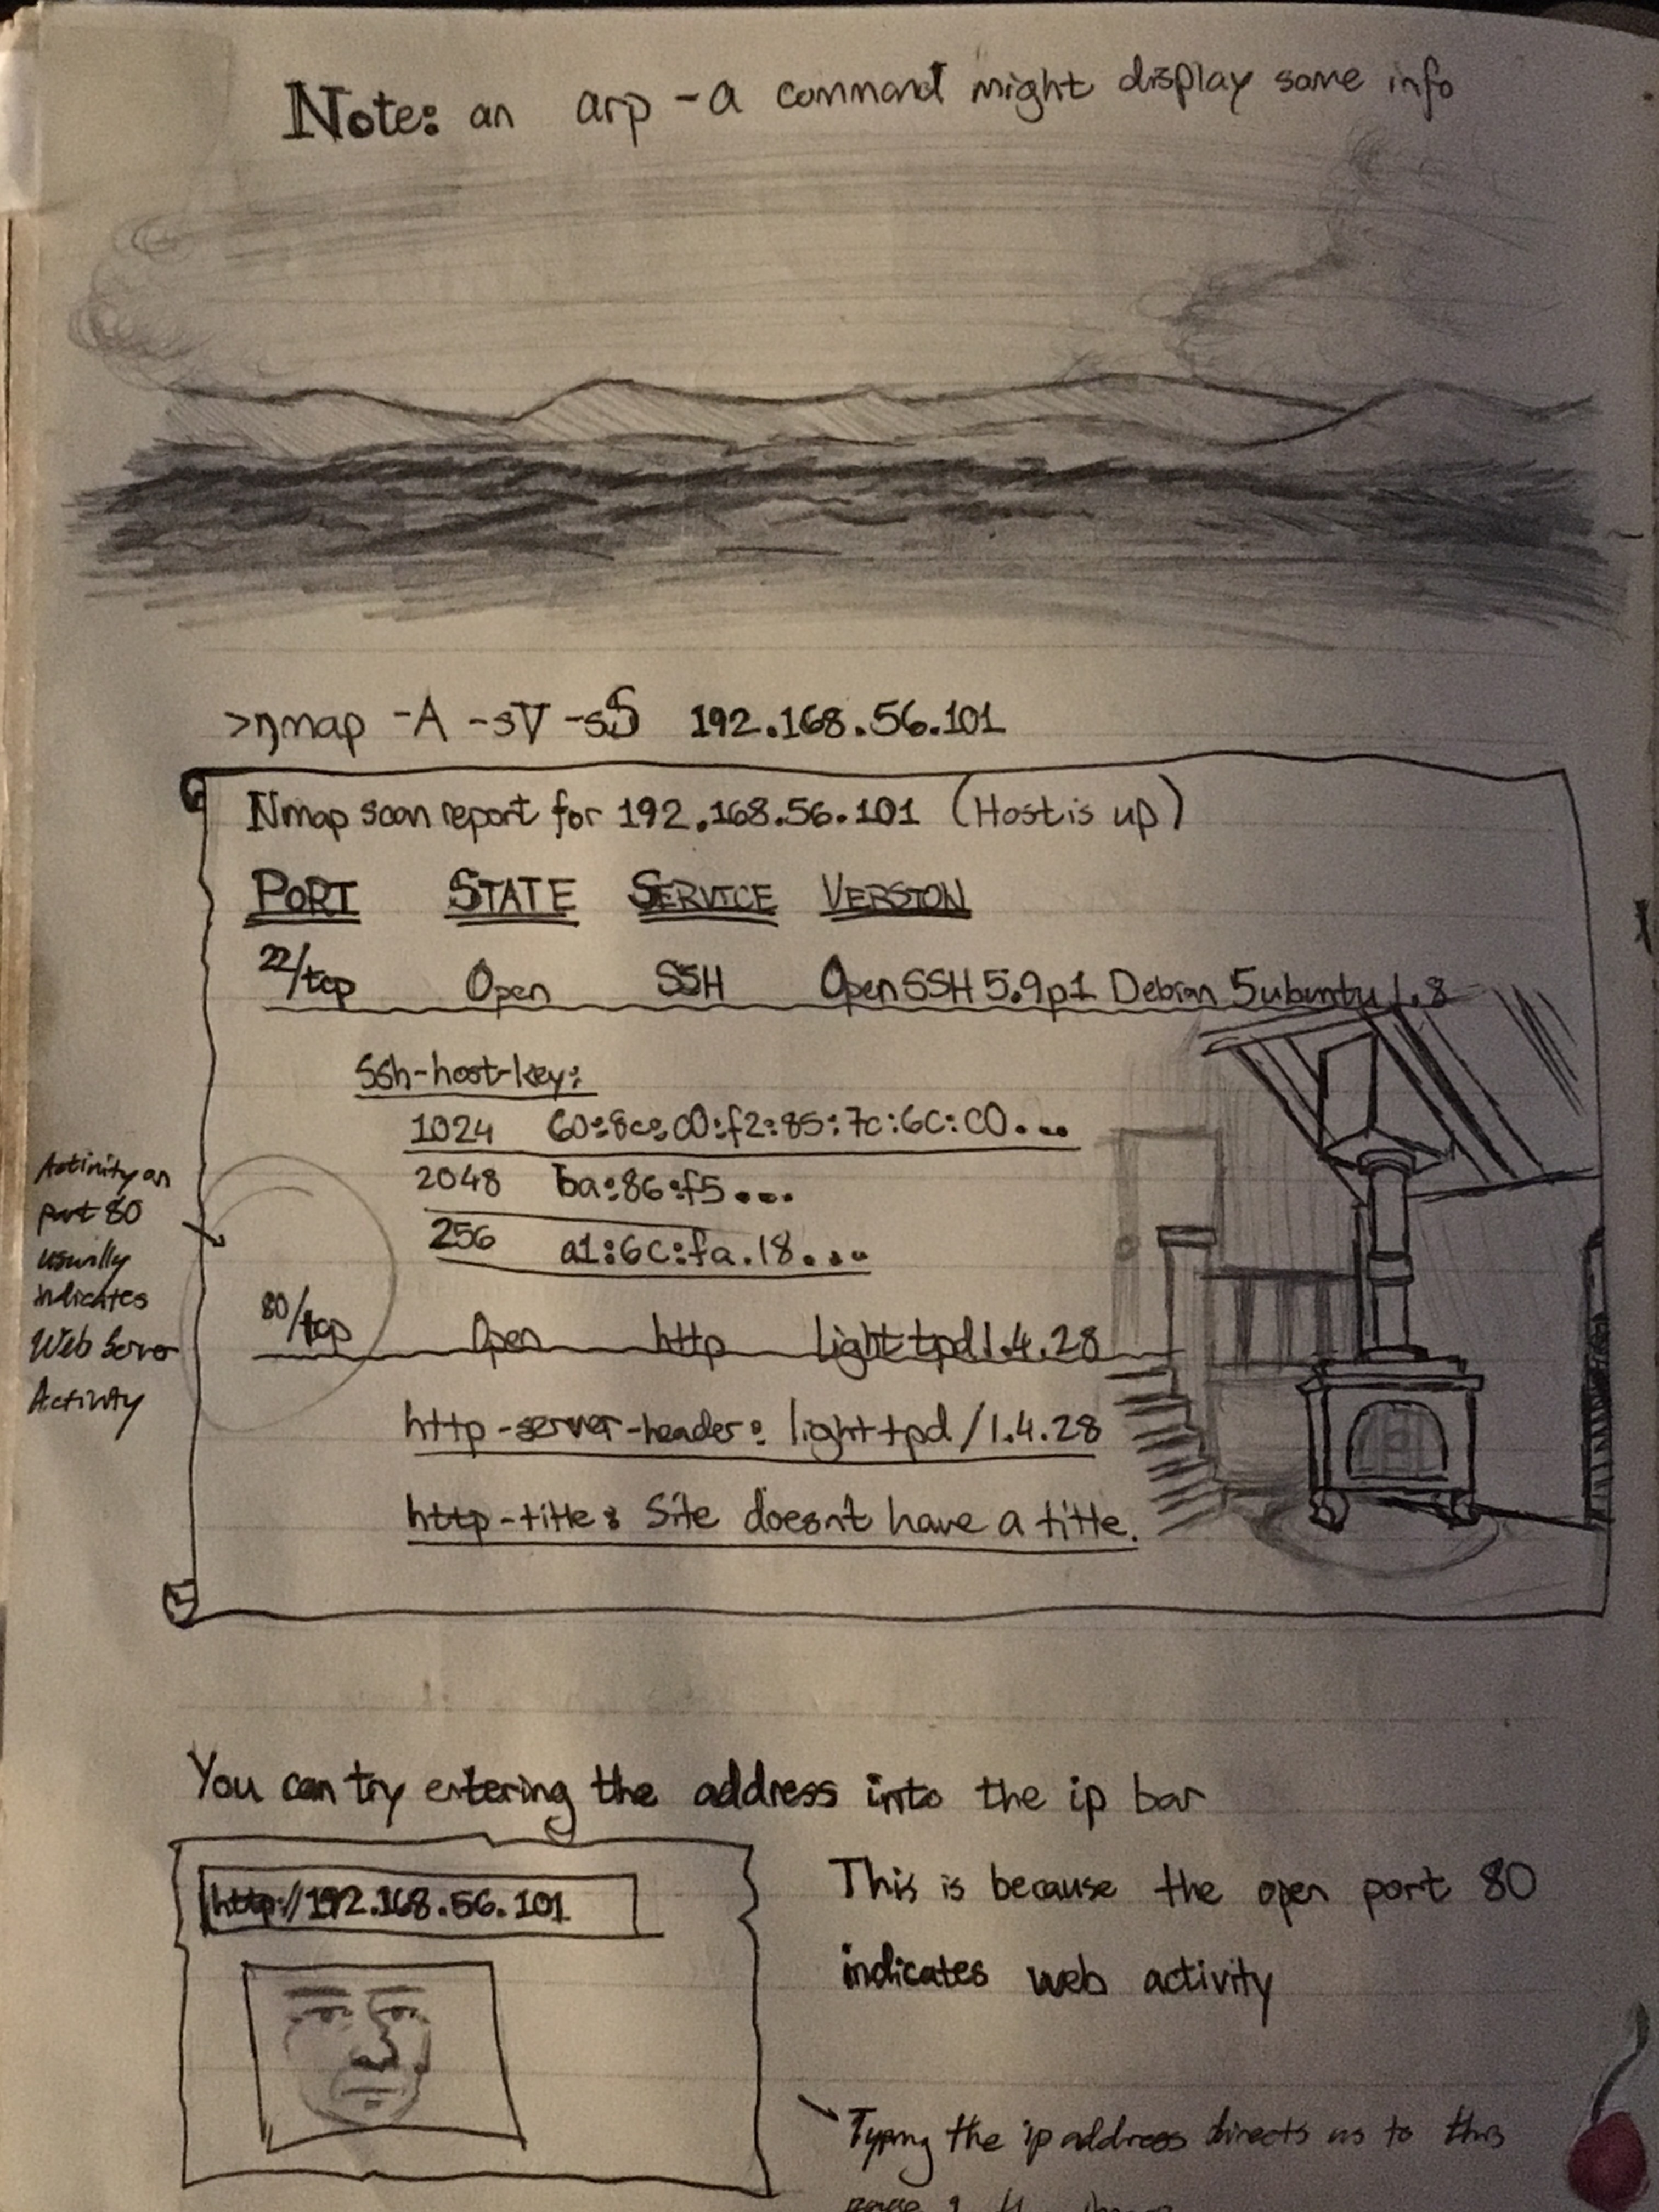 Note: an arp -a command might display some info
>nmap -A -sV -sS 192.168.56.101
Nmap scan report for 192.168.56.101 (Host is up)
PORT STATE SERVICE VERSION
22/tcp Open SSH OpenSSH 5.9p1 Debian 5ubuntu1.8
Ssh-host-key:
1024 60:8c:c0:f2:85:7c:6c:C0...
2048 ba:86:f5...
256 a1:6c:fa.18....
Activity on
port 80
usually
indicates
Web Server
Activity
80/tcp Open http lighttpd 1.4.28
http-server-header: lighttpd/1.4.28
http-title: Site doesn't have a title.
You can try entering the address into the ip bar
http://192.168.56.101
This is because the open port 80
indicates web activity
Typing the ip address directs us to this